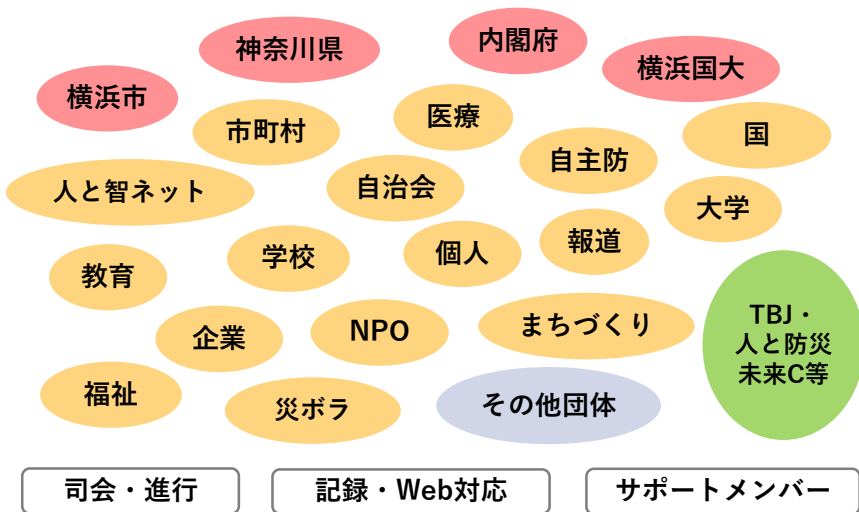 内閣府
神奈川県
横浜国大
横浜市
医療
市町村
国
自主防
人と智ネット
自治会
大学
報道
個人
学校
教育
TBJ・
人と防災
未来C等
まちづくり
NPO
企業
福祉
その他団体
災ボラ
司会・進行
記録・Web対応
サポートメンバー